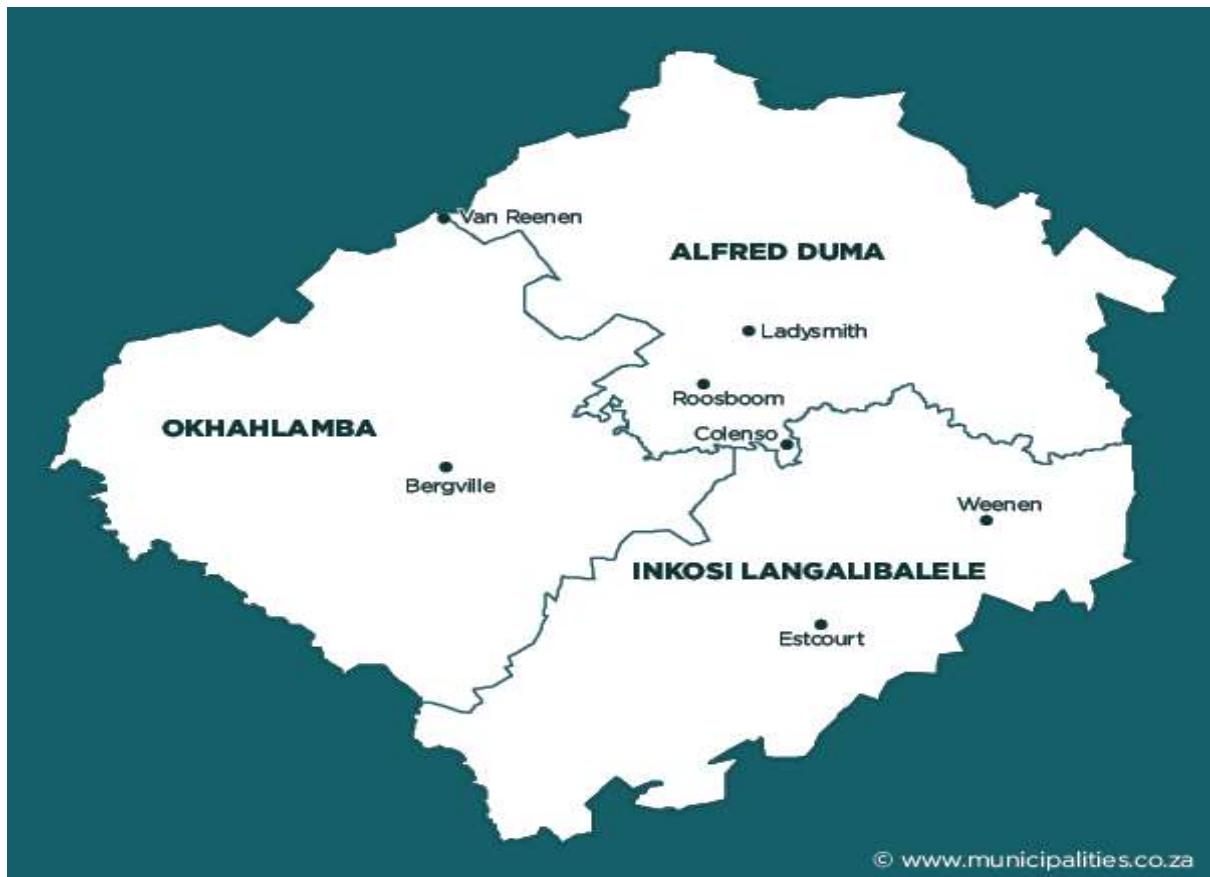 Van Reenen
ALFRED DUMA
Ladysmith
Roosboom
OKHAHLAMBA
Colenso
Bergville
Weenen
INKOSI LANGALIBALELE
Estcourt
© www.municipalities.co.za